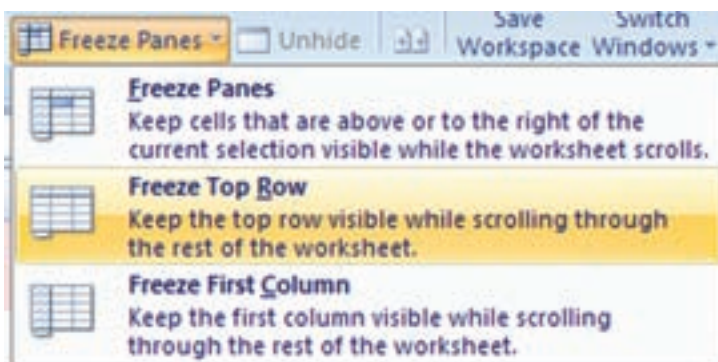 Freeze Panes Unhide Save Switch
Workspace Windows
Freeze Panes
Keep cells that are above or to the right of the
current selection visible while the worksheet scrolls.
Freeze Top Row
Keep the top row visible while scrolling through
the rest of the worksheet.
Freeze First Column
Keep the first column visible while scrolling
through the rest of the worksheet.